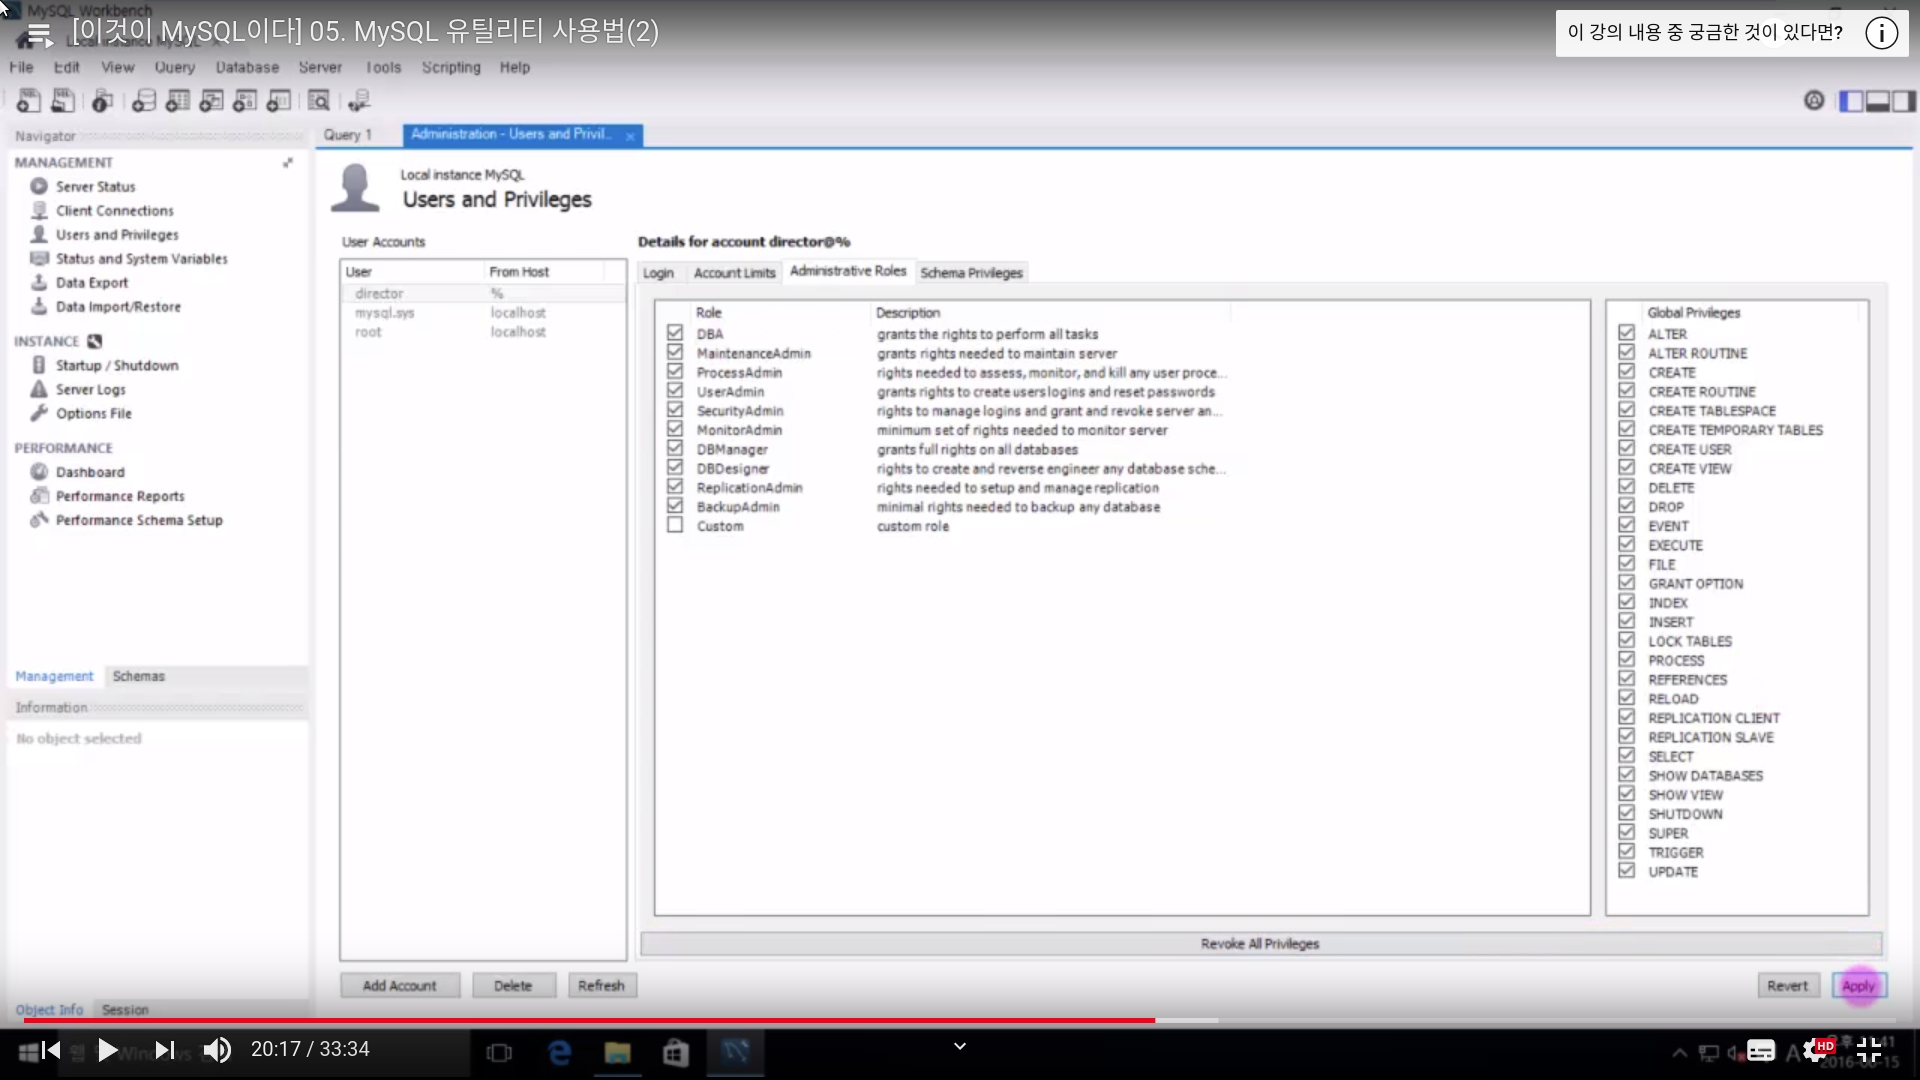 MySQL Workbench
[이것이 MySQL이다] 05. MySQL 유틸리티 사용법(2)
이 강의 내용 중 궁금한 것이 있다면?
File Edit View Query Database Server Tools Scripting Help
Navigator
Query 1
Administration - Users and Privil...
MANAGEMENT
Server Status
Client Connections
Users and Privileges
Status and System Variables
Data Export
Data Import/Restore
INSTANCE
Startup / Shutdown
Server Logs
Options File
PERFORMANCE
Dashboard
Performance Reports
Performance Schema Setup
Management Schemas
Information
No object selected
Object Info Session
Local instance MySQL
Users and Privileges
User Accounts
User From Host
director %
mysql.sys localhost
root localhost
Add Account Delete Refresh
Details for account director@%
Login Account Limits Administrative Roles Schema Privileges
Role Description
DBA grants the rights to perform all tasks
MaintenanceAdmin grants rights needed to maintain server
ProcessAdmin rights needed to assess, monitor, and kill any user proce...
UserAdmin grants rights to create users logins and reset passwords
SecurityAdmin rights to manage logins and grant and revoke server an...
MonitorAdmin minimum set of rights needed to monitor server
DBManager grants full rights on all databases
DBDesigner rights to create and reverse engineer any database sche...
ReplicationAdmin rights needed to setup and manage replication
BackupAdmin minimal rights needed to backup any database
Custom custom role
Global Privileges
ALTER
ALTER ROUTINE
CREATE
CREATE ROUTINE
CREATE TABLESPACE
CREATE TEMPORARY TABLES
CREATE USER
CREATE VIEW
DELETE
DROP
EVENT
EXECUTE
FILE
GRANT OPTION
INDEX
INSERT
LOCK TABLES
PROCESS
REFERENCES
RELOAD
REPLICATION CLIENT
REPLICATION SLAVE
SELECT
SHOW DATABASES
SHOW VIEW
SHUTDOWN
SUPER
TRIGGER
UPDATE
Revoke All Privileges
Revert Apply
20:17 / 33:34
HD